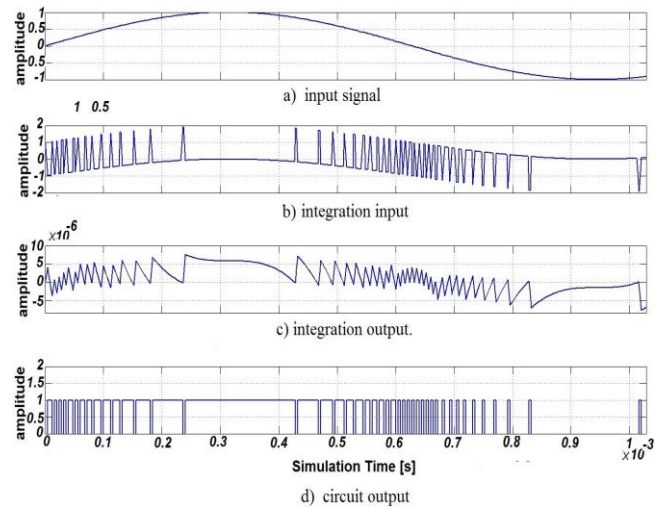 1
0.5
0
-0.5
-1
amplitude
a) input signal
1 0.5
2
1
0
-1
-2
amplitude
b) integration input
×10-6
10
5
0
-5
amplitude
c) integration output.
2
1.5
1
0.5
0
amplitude
0 0.1 0.2 0.3 0.4 0.5 0.6 0.7 0.8 0.9 1
×10-3
Simulation Time [s]
d) circuit output